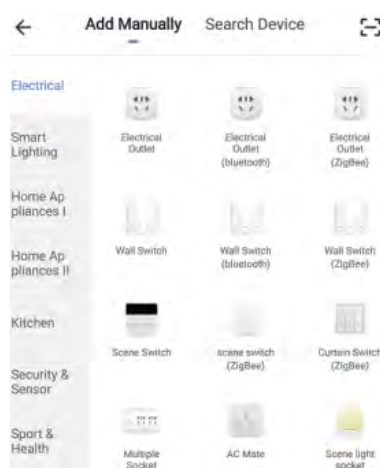 Add Manually Search Device
Electrical
Smart
Lighting
Home Ap
pliances I
Home Ap
pliances II
Kitchen
Security &
Sensor
Sport &
Health
Electrical
Outlet
Electrical
Outlet
(bluetooth)
Electrical
Outlet
(ZigBee)
Wall Switch
Wall Switch
(bluetooth)
Wall Switch
(ZigBee)
Scene Switch
scene switch
(ZigBee)
Curtain Switch
(ZigBee)
Multiple
Socket
AC Mate
Scene light
socket